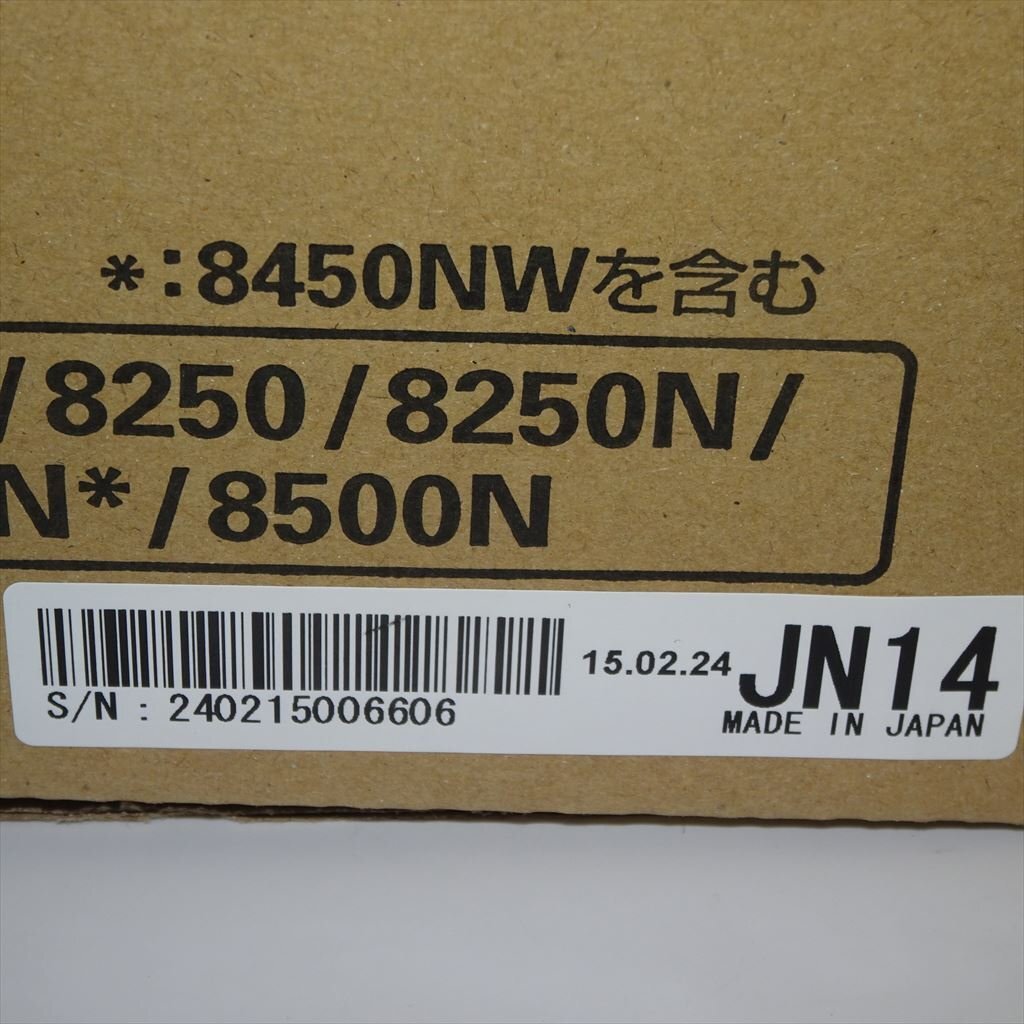 *:8450NWを含む
/8250/8250N/
N*/8500N
15.02.24 JN14
S/N : 240215006606
MADE IN JAPAN